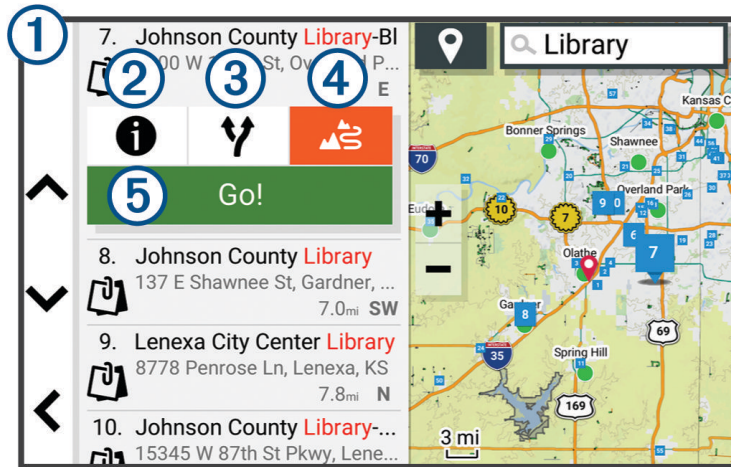 1
7. Johnson County Library-Bl
St, Ov
P...
E
2
3
4
5
Go!
8. Johnson County Library
137 E Shawnee St, Gardner, ...
7.0mi SW
9. Lenexa City Center Library
8778 Penrose Ln, Lenexa, KS
7.8mi N
10. Johnson County Library-...
15345 W 87th St Pkwy, Lene...
Library
Kansas C
Bonner Springs
Shawnee
70
Overland Park
9
0
10
7
6
7
+
Olathe
−
8
69
35
Spring Hill
169
3 mi